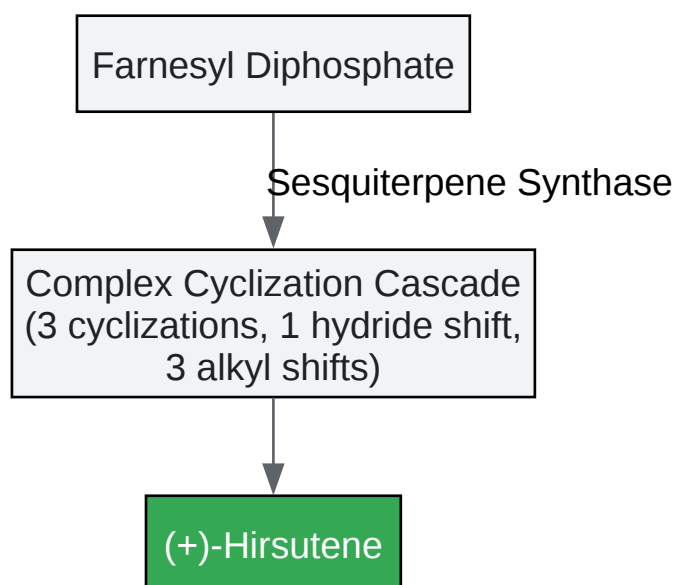 Farnesyl Diphosphate
Sesquiterpene Synthase
Complex Cyclization Cascade
(3 cyclizations, 1 hydride shift,
3 alkyl shifts)
(+)-Hirsutene